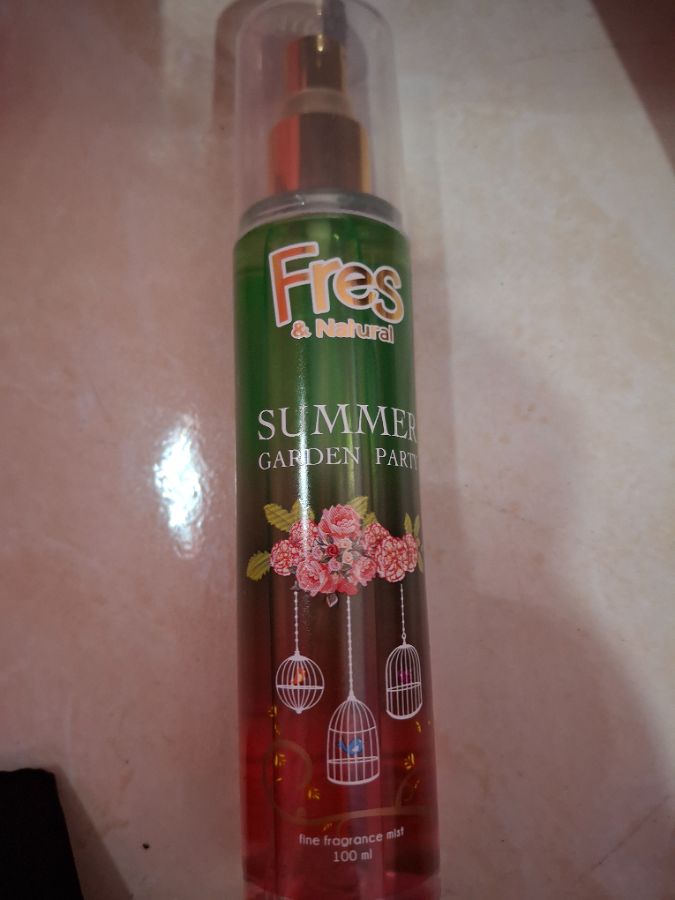 Fres
& Natural
SUMMER
GARDEN PARTY
fine fragrance mist
100 ml